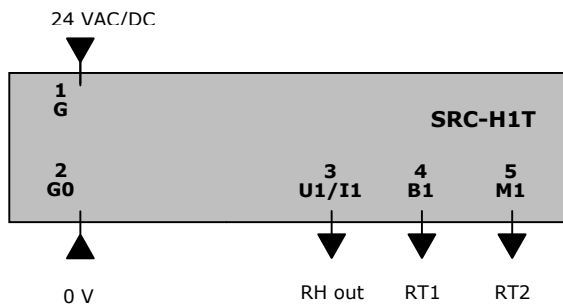 24 VAC/DC
1
G
SRC-H1T
2
G0
3
U1/I1
4
B1
5
M1
0 V
RH out
RT1
RT2